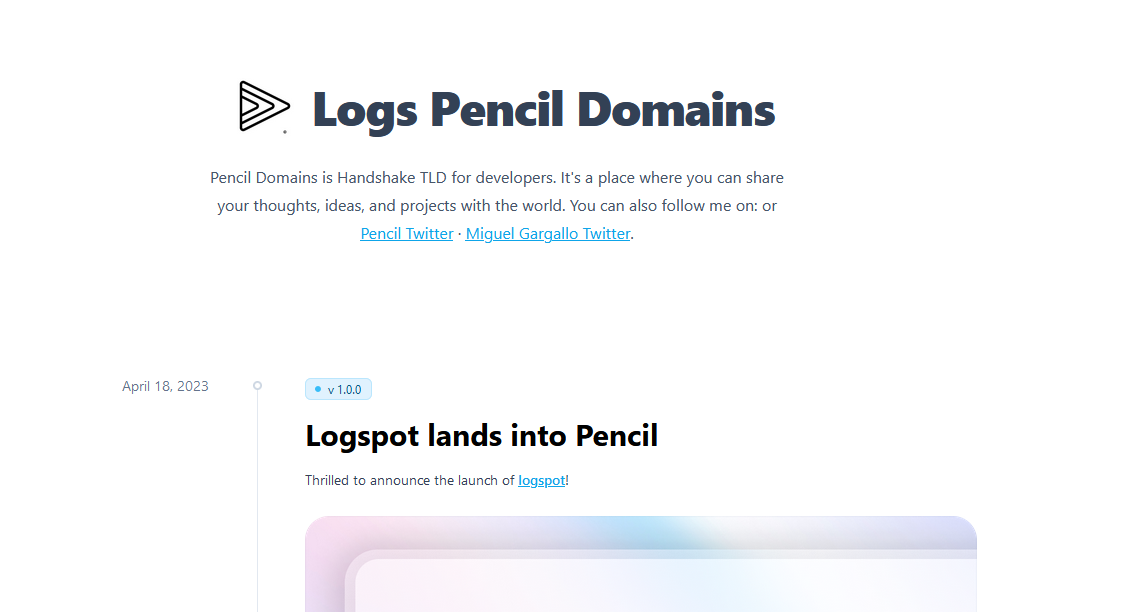 Logs Pencil Domains
Pencil Domains is Handshake TLD for developers. It's a place where you can share
your thoughts, ideas, and projects with the world. You can also follow me on: or
Pencil Twitter · Miguel Gargallo Twitter.
April 18, 2023
v 1.0.0
Logspot lands into Pencil
Thrilled to announce the launch of logspot!